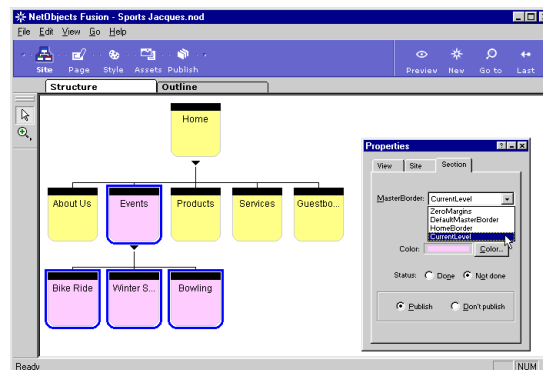 NetObjects Fusion - Sports Jacques.nod
File Edit View Go Help
Site Page Style Assets Publish Preview New Go to Last
Structure Outline
Home
About Us Events Products Services Guestbo...
Bike Ride Winter S... Bowling
Properties
View Site Section
MasterBorder: CurrentLevel
ZeroMargins
DefaultMasterBorder
HomeBorder
CurrentLevel
Color: Color...
Status: Done Not done
Publish Don't publish
Ready NUM